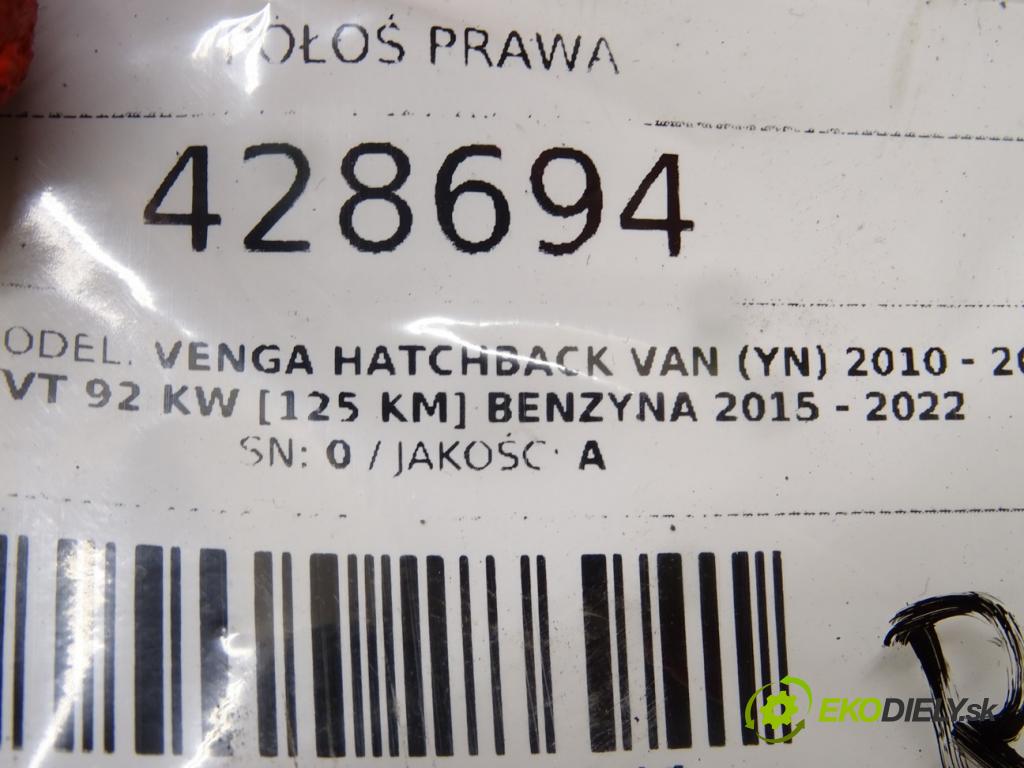 PÓŁOŚ PRAWA
428694
ODEL: VENGA HATCHBACK VAN (YN) 2010 - 20
VT 92 KW [125 KM] BENZYNA 2015 - 2022
SN: 0 / JAKOŚĆ: A
R
EKODIELY.sk